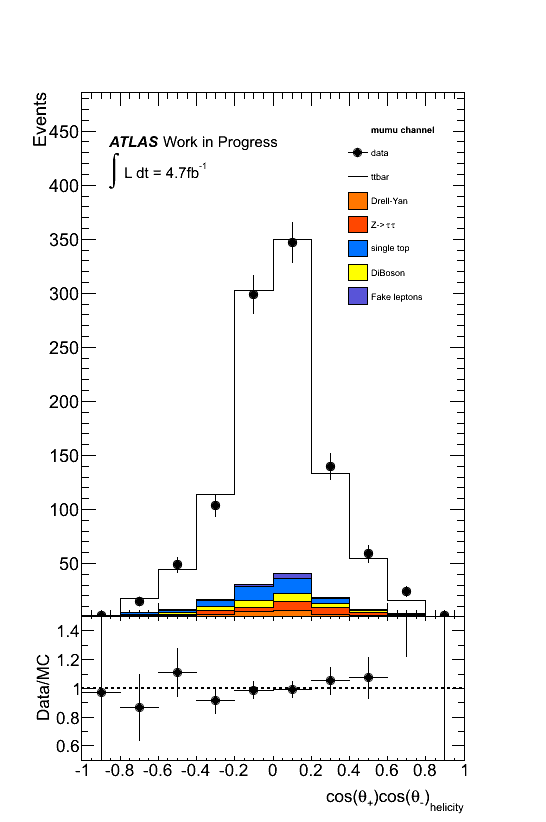 Events
450
400
350
300
250
200
150
100
50
ATLAS Work in Progress
∫ L dt = 4.7fb⁻¹
mumu channel
data
ttbar
Drell-Yan
Z->ττ
single top
DiBoson
Fake leptons
Data/MC
1.4
1.2
1
0.8
0.6
-1 -0.8 -0.6 -0.4 -0.2 0 0.2 0.4 0.6 0.8 1
cos(θ₊)cos(θ₋)helicity